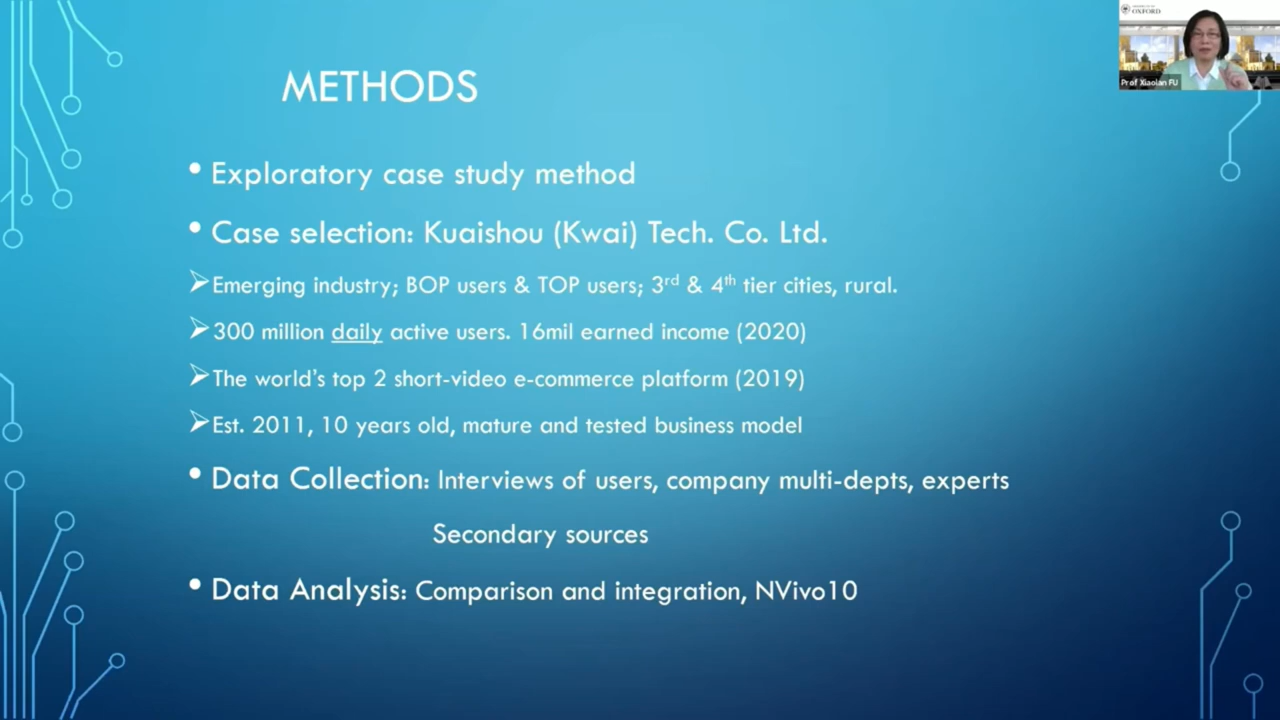 METHODS
• Exploratory case study method
• Case selection: Kuaishou (Kwai) Tech. Co. Ltd.
➢Emerging industry; BOP users & TOP users; 3rd & 4th tier cities, rural.
➢300 million daily active users. 16mil earned income (2020)
➢The world's top 2 short-video e-commerce platform (2019)
➢Est. 2011, 10 years old, mature and tested business model
• Data Collection: Interviews of users, company multi-depts, experts
Secondary sources
• Data Analysis: Comparison and integration, NVivo10
OXFORD
Prof Xiaolan FU